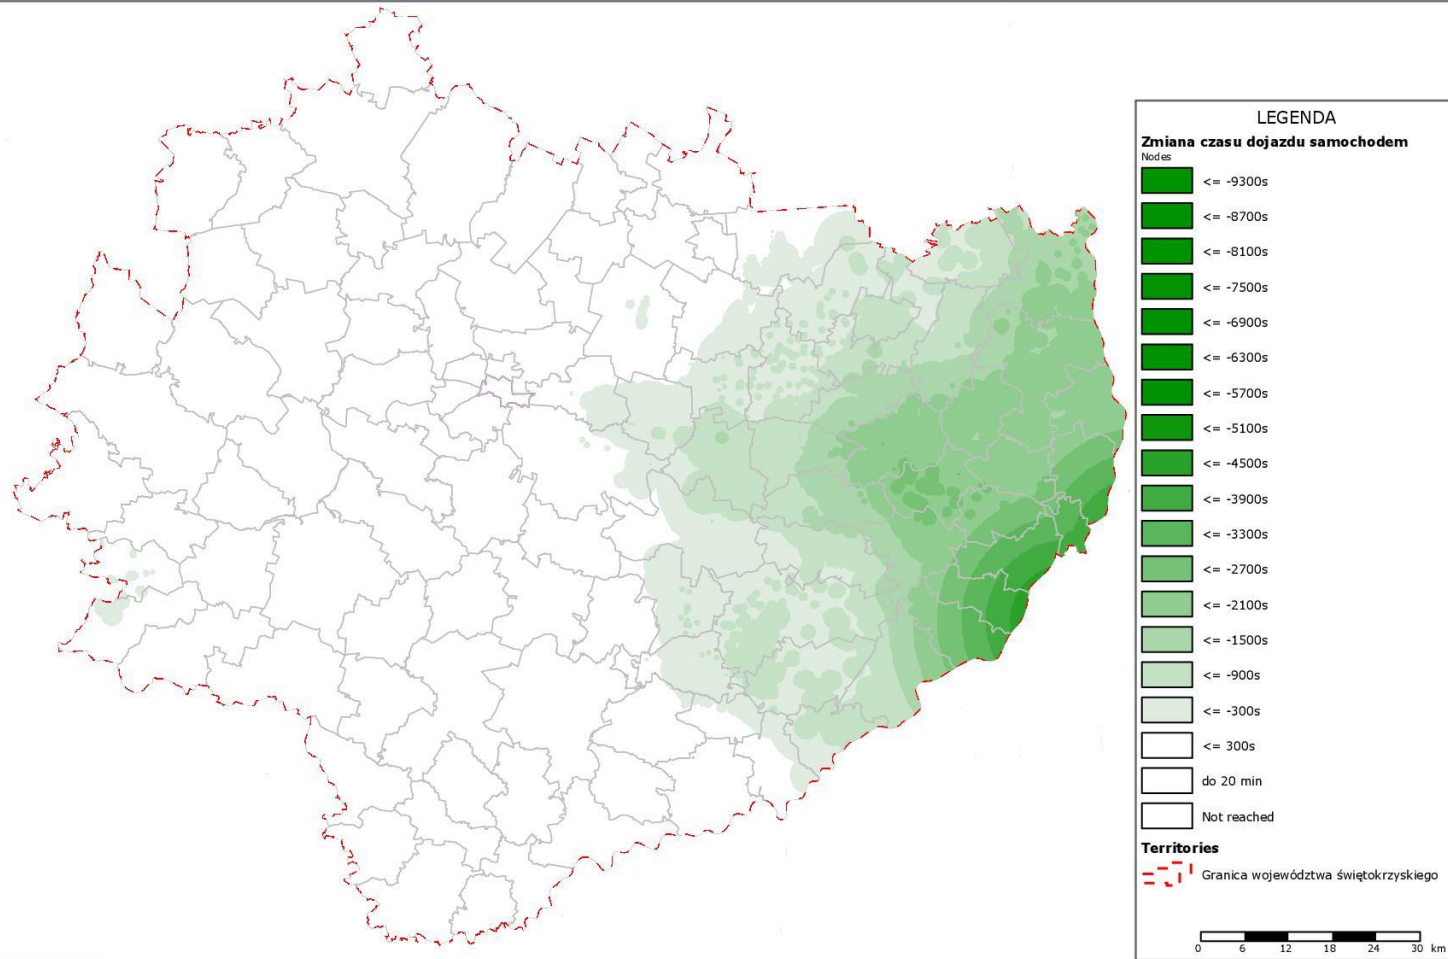 LEGENDA
Zmiana czasu dojazdu samochodem
Nodes
<= -9300s
<= -8700s
<= -8100s
<= -7500s
<= -6900s
<= -6300s
<= -5700s
<= -5100s
<= -4500s
<= -3900s
<= -3300s
<= -2700s
<= -2100s
<= -1500s
<= -900s
<= -300s
<= 300s
do 20 min
Not reached
Territories
Granica województwa świętokrzyskiego
0 6 12 18 24 30 km